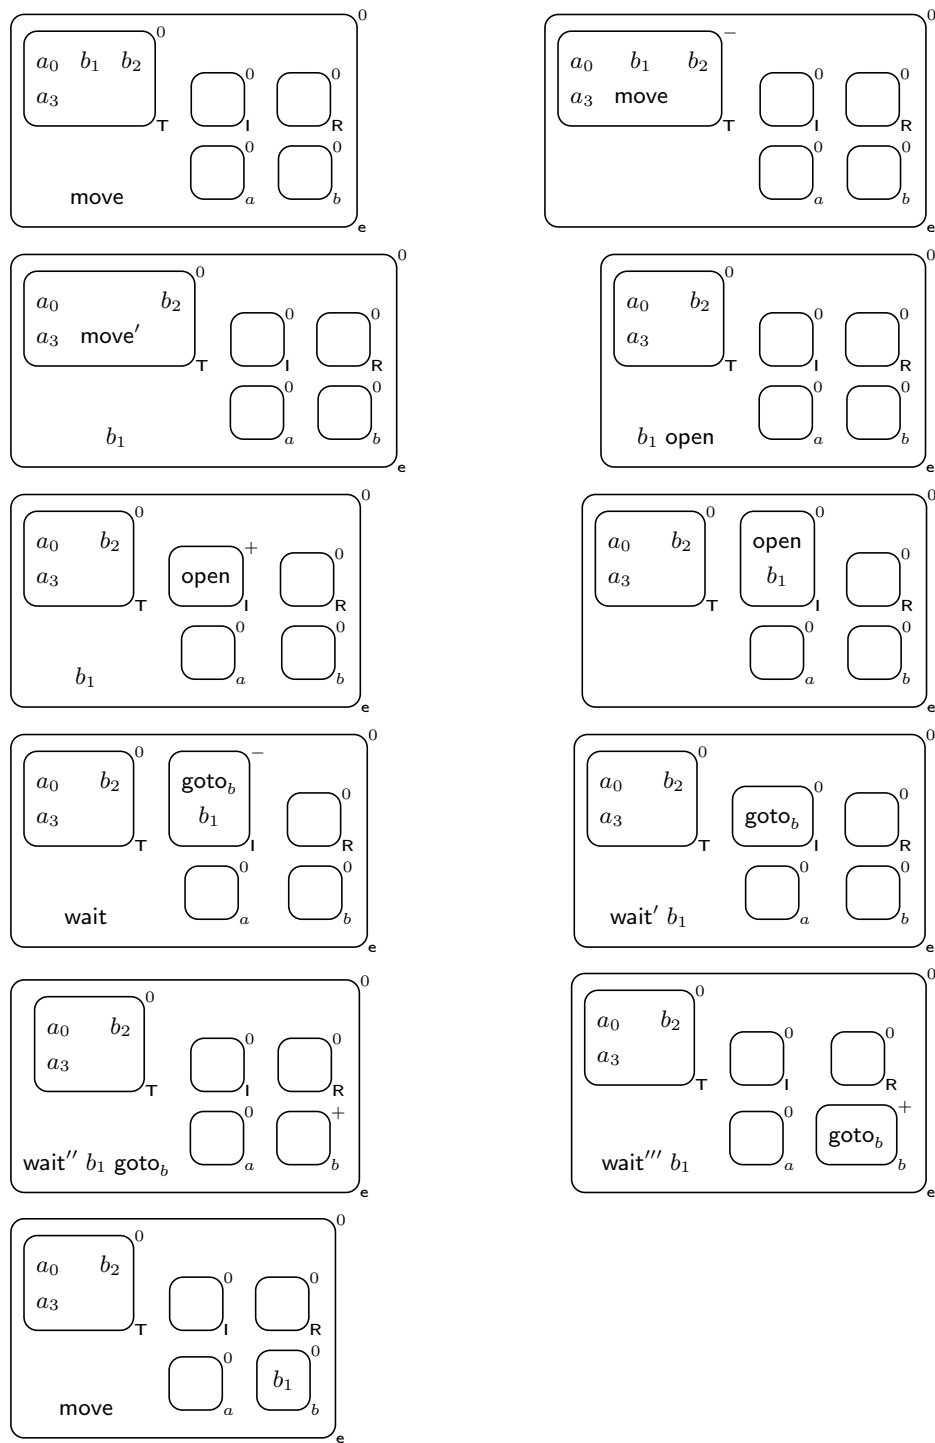 0 0
0 −
a₀ b₁ b₂ a₀ b₁ b₂
0 0 0 0
a₃ a₃ move
T I R T I R
0 0 0 0
move a b a b
e e
0 0
0 0
a₀ b₂ a₀ b₂
0 0 0 0
a₃ move′ a₃
T I R T I R
0 0 0 0
b₁ a b b₁ open a b
e e
0 0
0 0 0
a₀ b₂ + 0 a₀ b₂ open 0
a₃ open a₃ b₁
T I R T I R
0 0 0 0
b₁ a b a b
e e
0 0
0 − 0
a₀ b₂ goto_b 0 a₀ b₂ 0 0
a₃ b₁ a₃ goto_b
T I R T I R
0 0 0 0
wait a b wait′ b₁ a b
e e
0 0
0 0
a₀ b₂ 0 0 a₀ b₂ 0 0
a₃ a₃
T I R T I R
0 + 0 +
wait″ b₁ goto_b a b wait‴ b₁ a goto_b b
e e
0
0
a₀ b₂ 0 0
a₃
T I R
0 0
b₁
move a b
e